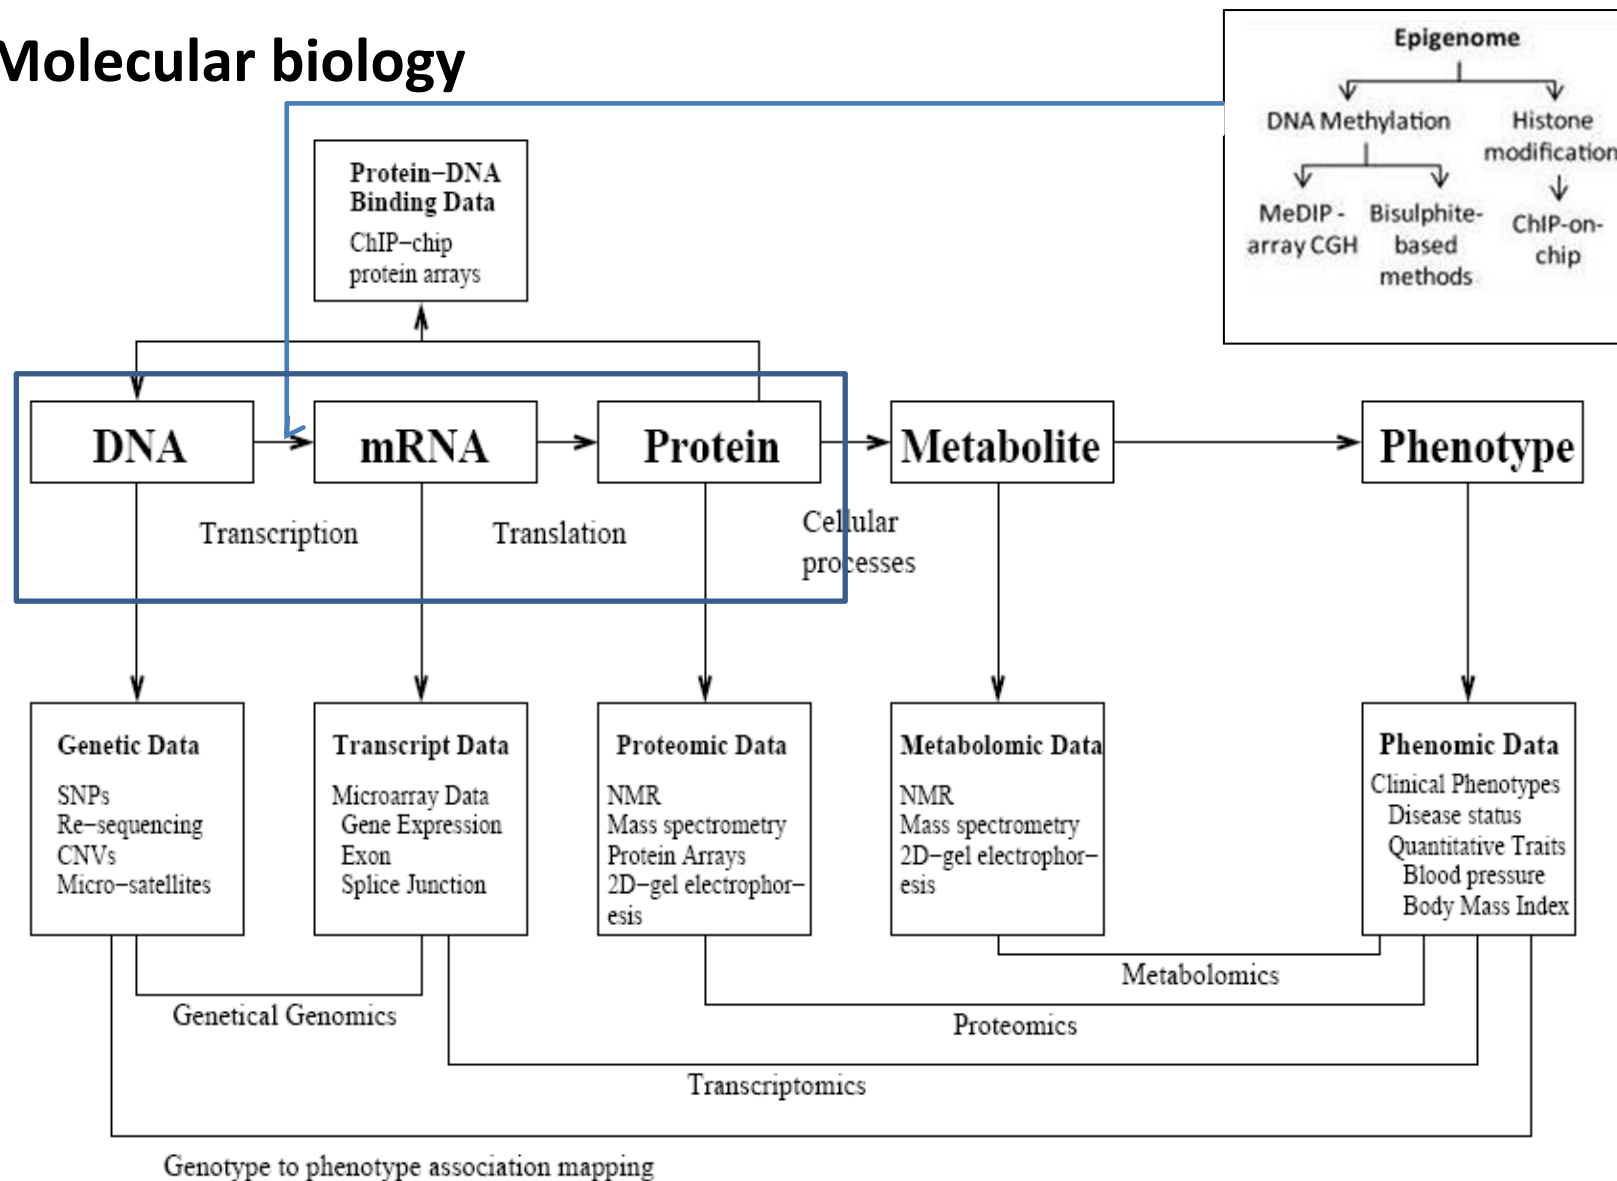 Molecular biology
Epigenome
DNA Methylation
Histone
modification
MeDIP -
array CGH
Bisulphite-
based
methods
ChIP-on-
chip
Protein−DNA
Binding Data
ChIP−chip
protein arrays
DNA
mRNA
Protein
Metabolite
Phenotype
Transcription
Translation
Cellular
processes
Genetic Data
SNPs
Re−sequencing
CNVs
Micro−satellites
Transcript Data
Microarray Data
Gene Expression
Exon
Splice Junction
Proteomic Data
NMR
Mass spectrometry
Protein Arrays
2D−gel electrophor−
esis
Metabolomic Data
NMR
Mass spectrometry
2D−gel electrophor−
esis
Phenomic Data
Clinical Phenotypes
Disease status
Quantitative Traits
Blood pressure
Body Mass Index
Metabolomics
Genetical Genomics
Proteomics
Transcriptomics
Genotype to phenotype association mapping